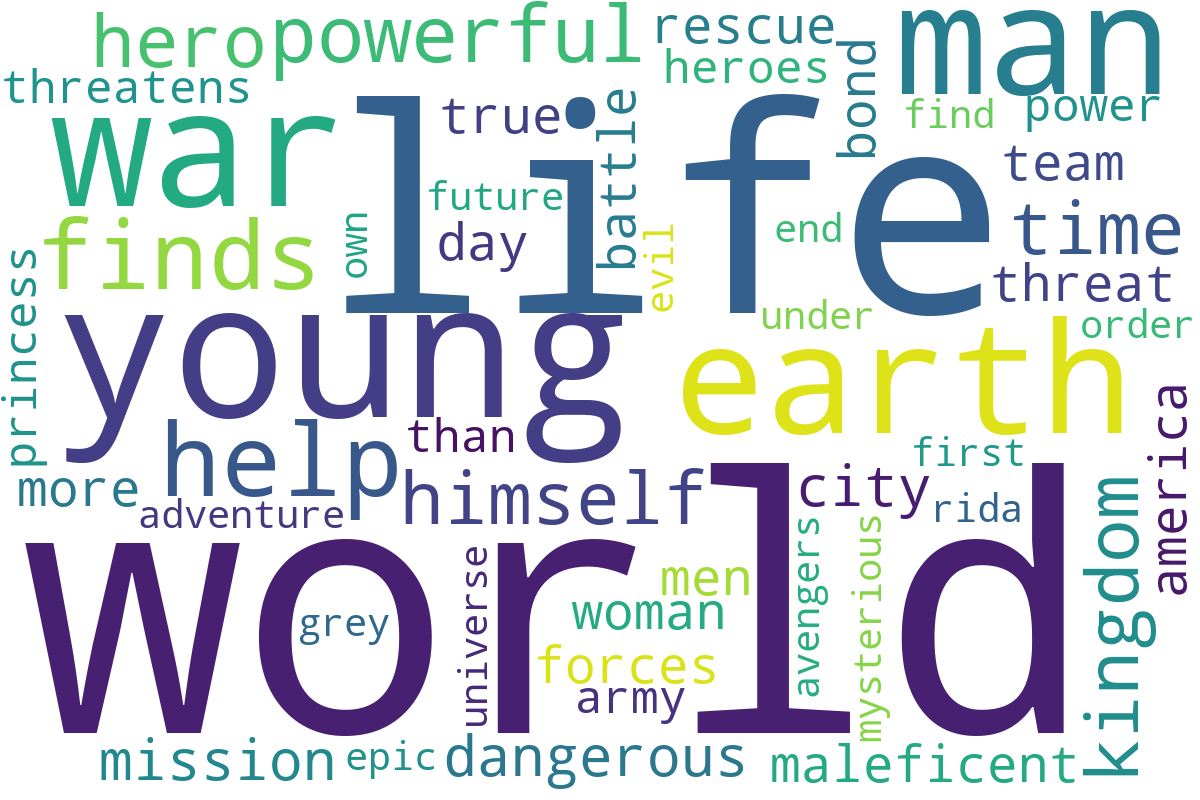 hero
powerful
rescue
man
heroes
threatens
true
bond
find
power
war
life
battle
team
future
finds
own
day
end
time
evil
threat
princess
young
under
order
earth
help
than
america
first
more
himself
city
rida
adventure
world
kingdom
universe
men
avengers
mysterious
grey
woman
forces
army
mission
epic
dangerous
maleficent